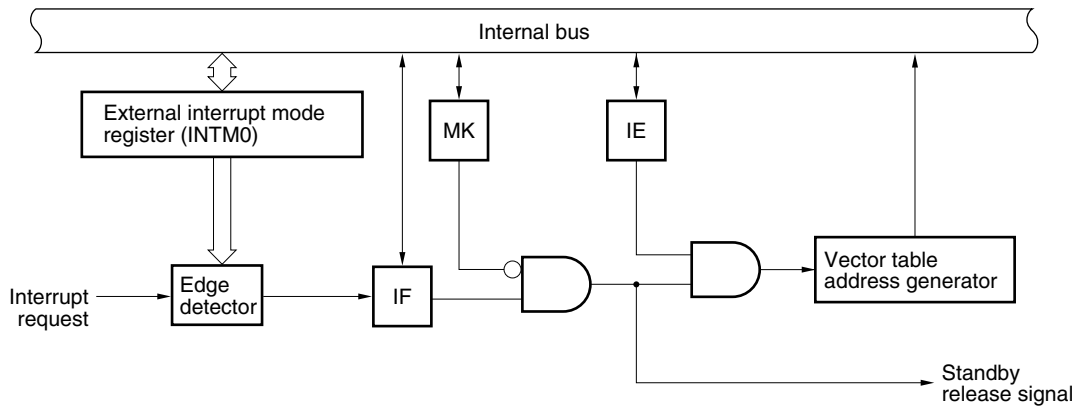 Internal bus
External interrupt mode
register (INTM0)
MK
IE
Interrupt
request
Edge
detector
IF
Vector table
address generator
Standby
release signal